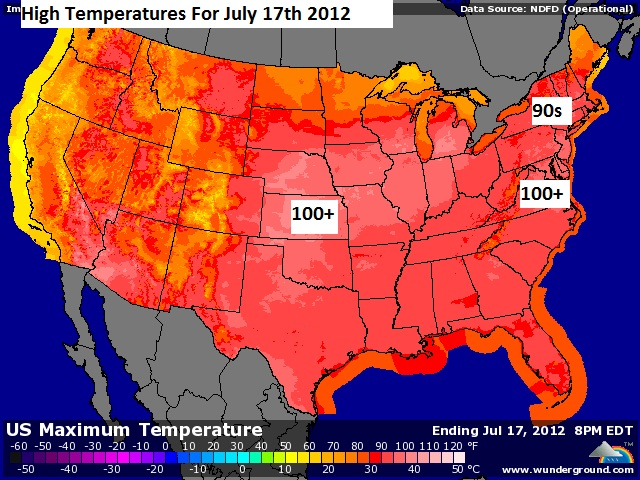 Im
High Temperatures For July 17th 2012
Data Source: NDFD (Operational)
90s
100+
100+
US Maximum Temperature
Ending Jul 17, 2012 8PM EDT
-60 -50 -40 -30 -20 -10 0 10 20 30 40 50 60 70 80 90 100 110 120 °F
-50 -40 -30 -20 -10 0 10 20 30 40 50 °C
www.wunderground.com